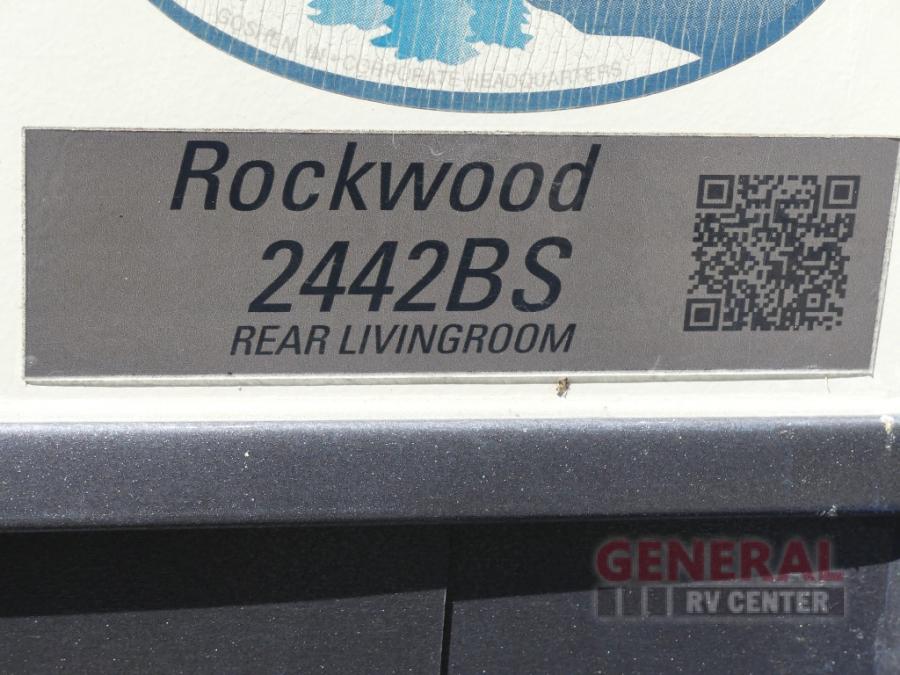 GOSHEN, IN - CORPORATE HEADQUARTERS
Rockwood
2442BS
REAR LIVINGROOM
GENERAL
RV CENTER